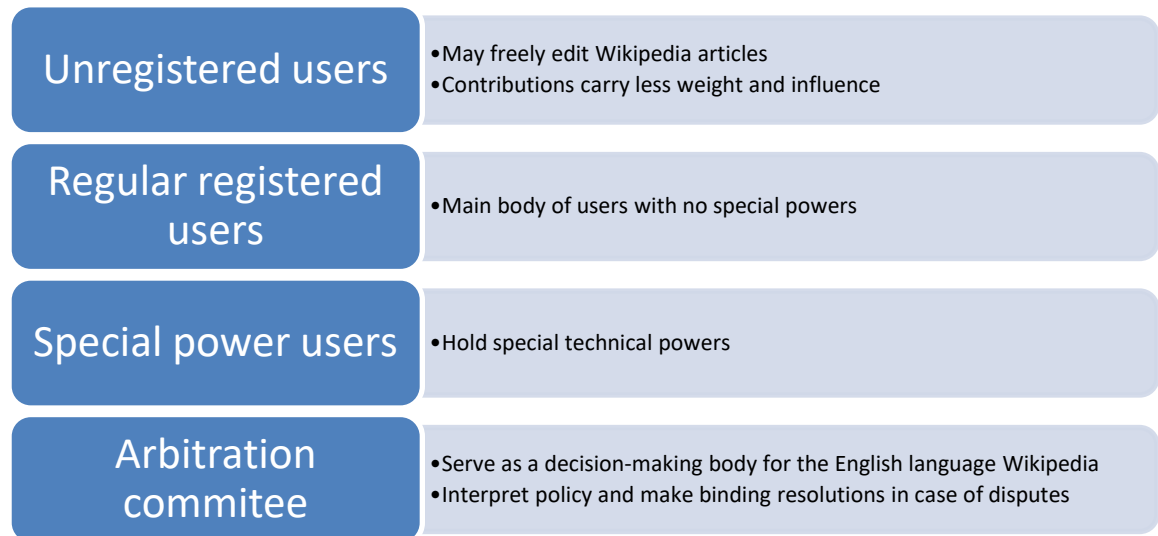 Unregistered users
•May freely edit Wikipedia articles
•Contributions carry less weight and influence
Regular registered
users
•Main body of users with no special powers
Special power users
•Hold special technical powers
Arbitration
commitee
•Serve as a decision-making body for the English language Wikipedia
•Interpret policy and make binding resolutions in case of disputes